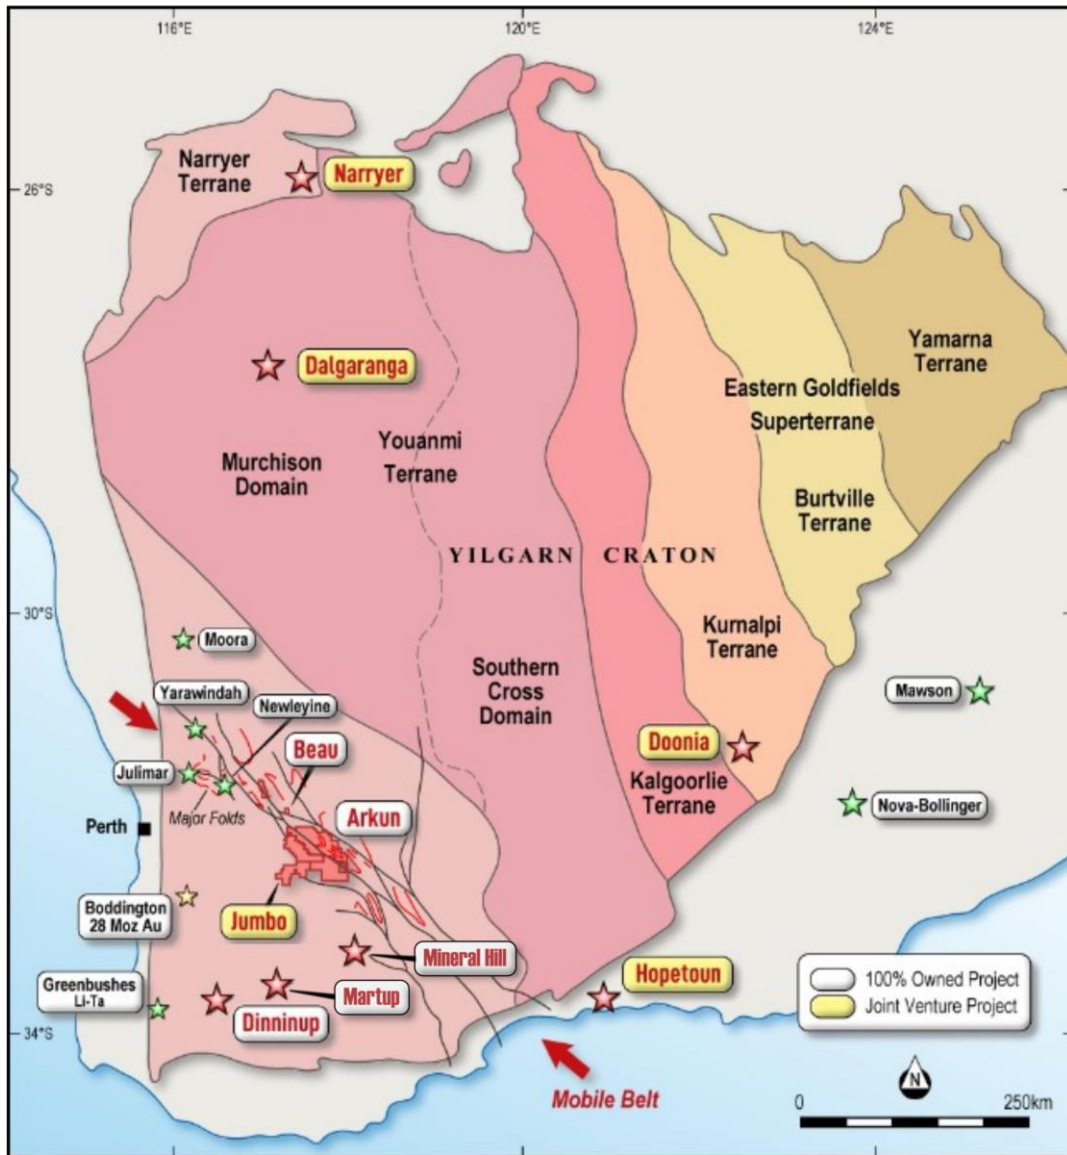 116°E
120°E
124°E
Narryer
Terrane
Narryer
26°S
Dalgaranga
Yamarna
Terrane
Eastern Goldfields
Superterrane
Youanmi
Terrane
Murchison
Domain
Burtville
Terrane
YILGARN CRATON
30°S
Moora
Kurnalpi
Terrane
Southern
Cross
Domain
Yarawindah
Newleyine
Mawson
Beau
Doonia
Julimar
Kalgoorlie
Terrane
Nova-Bollinger
Major Folds
Arkun
Perth
Boddington
28 Moz Au
Jumbo
Mineral Hill
Greenbushes
Li-Ta
Martup
Hopetoun
Dinninup
100% Owned Project
Joint Venture Project
34°S
N
Mobile Belt
0 250km